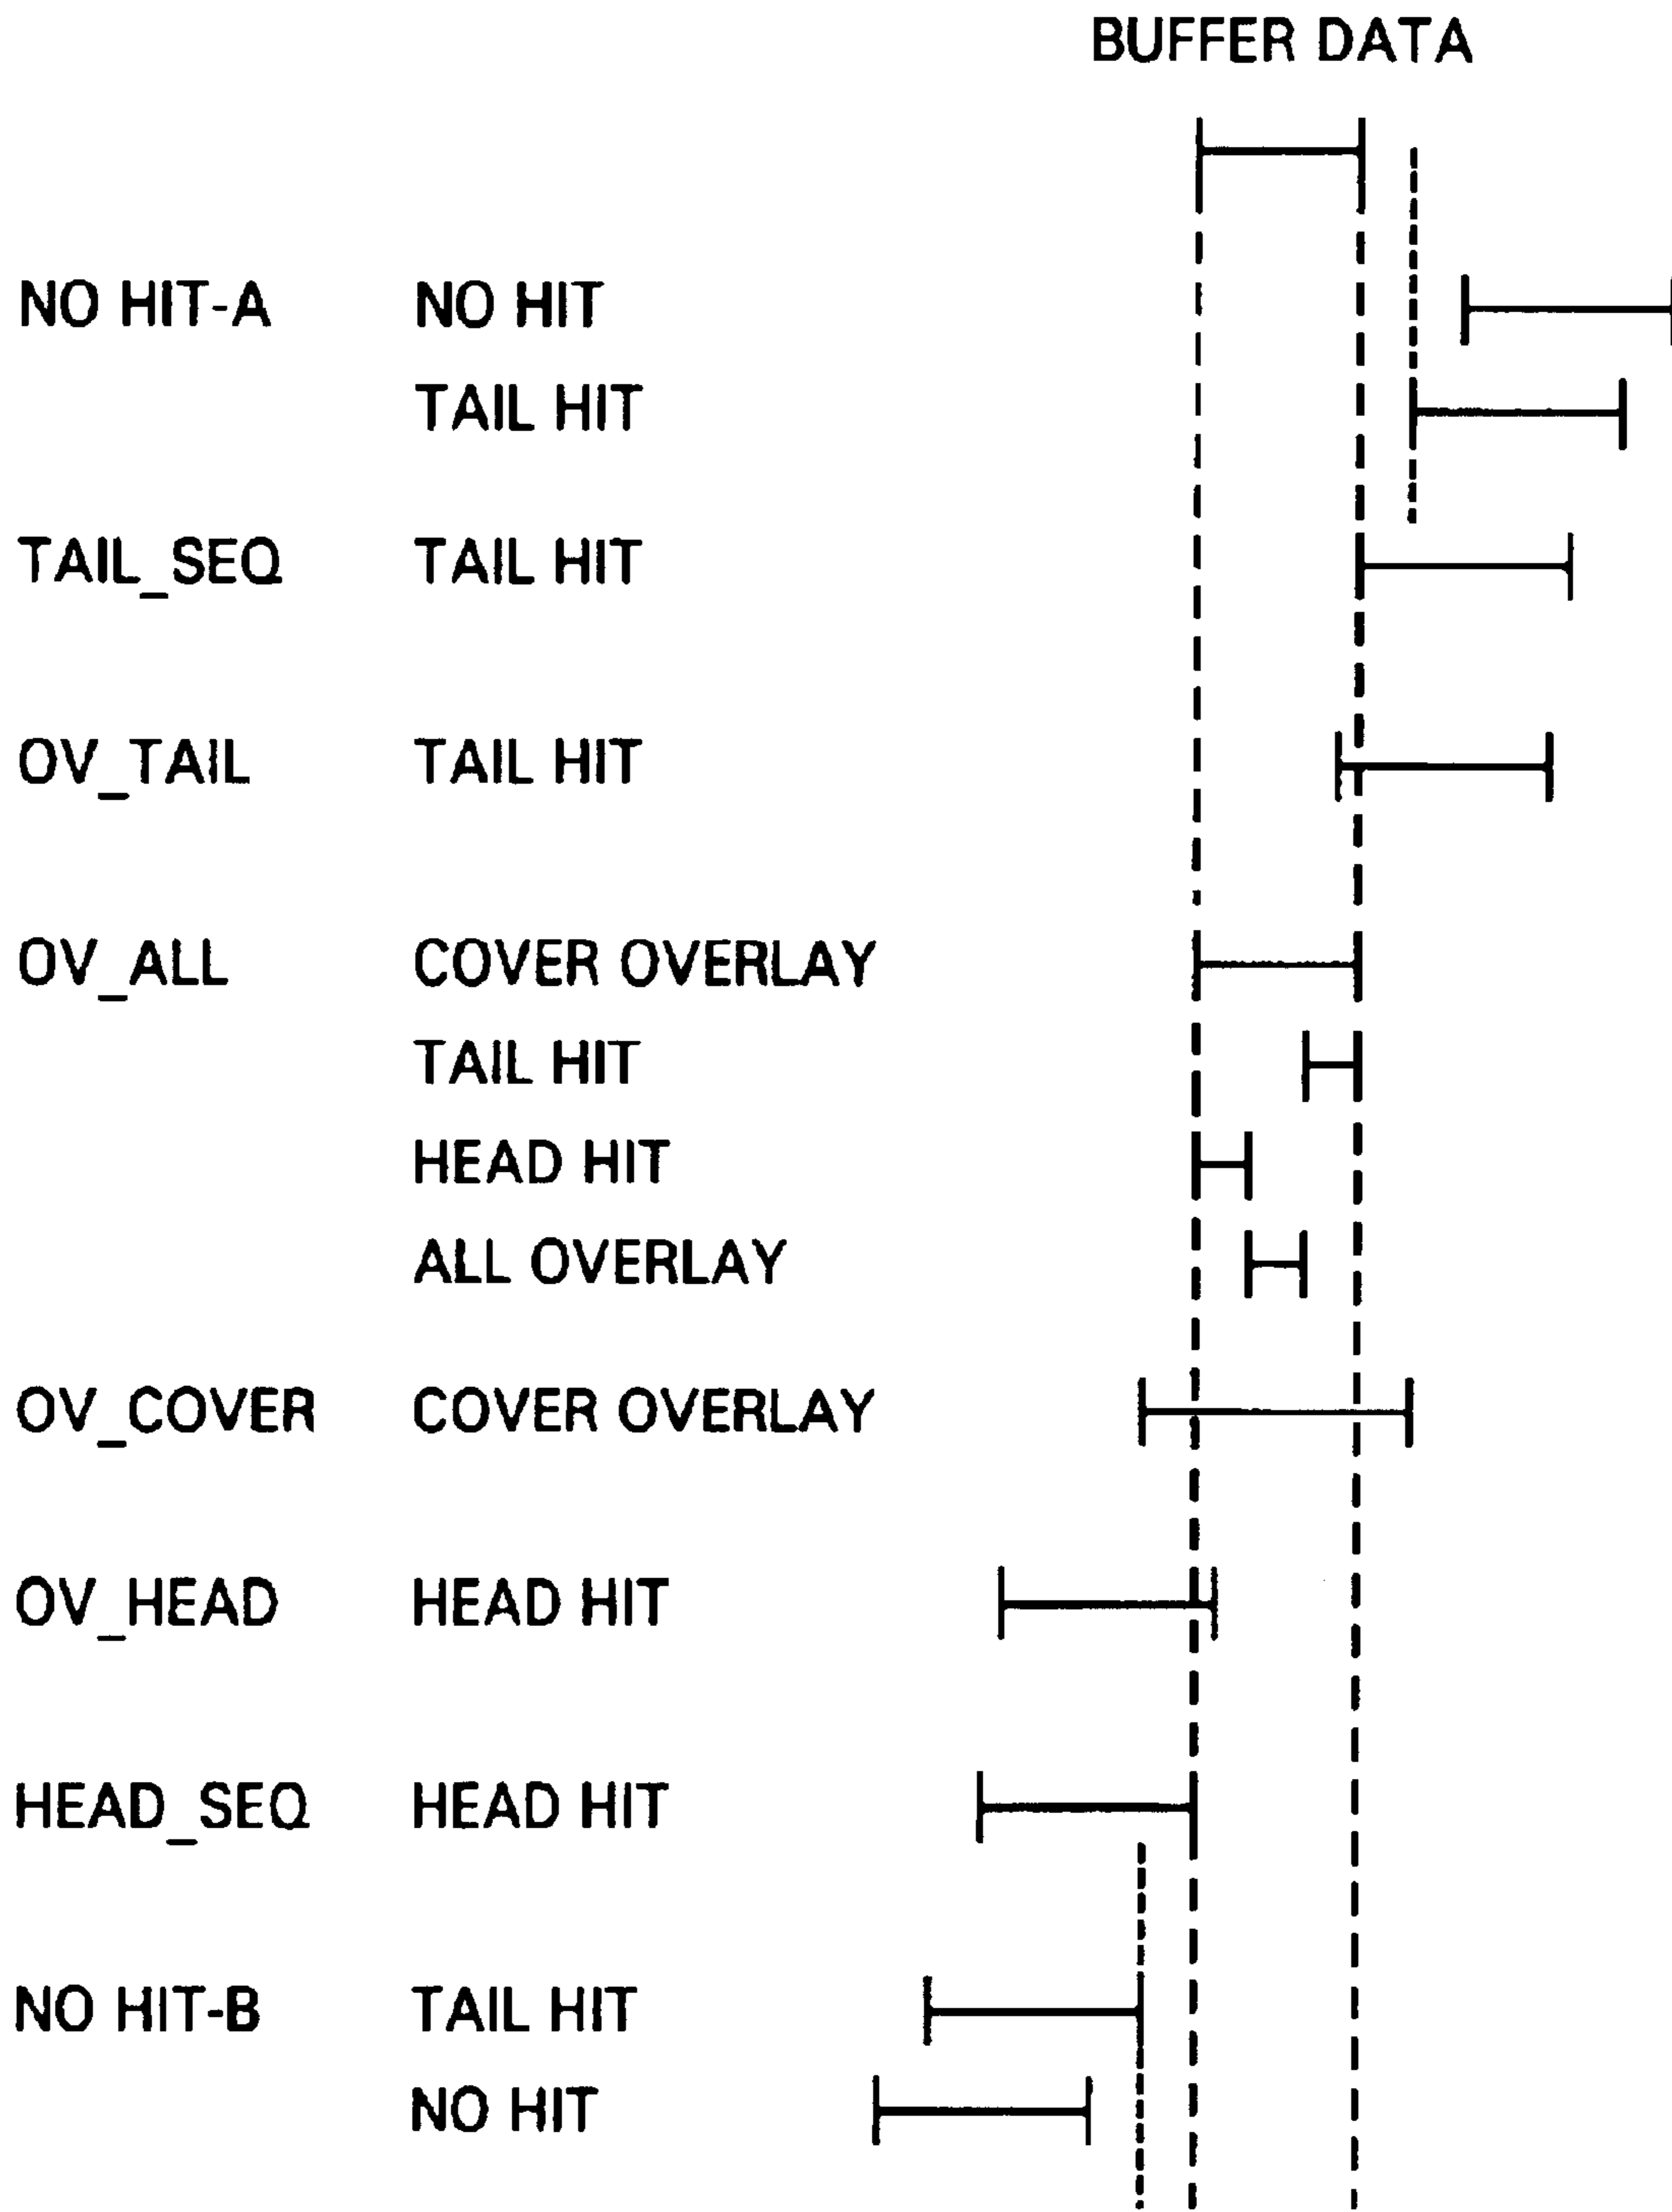 BUFFER DATA
NO HIT-A NO HIT
TAIL HIT
TAIL_SEQ TAIL HIT
OV_TAIL TAIL HIT
OV_ALL COVER OVERLAY
TAIL HIT
HEAD HIT
ALL OVERLAY
OV_COVER COVER OVERLAY
OV_HEAD HEAD HIT
HEAD_SEQ HEAD HIT
NO HIT-B TAIL HIT
NO HIT